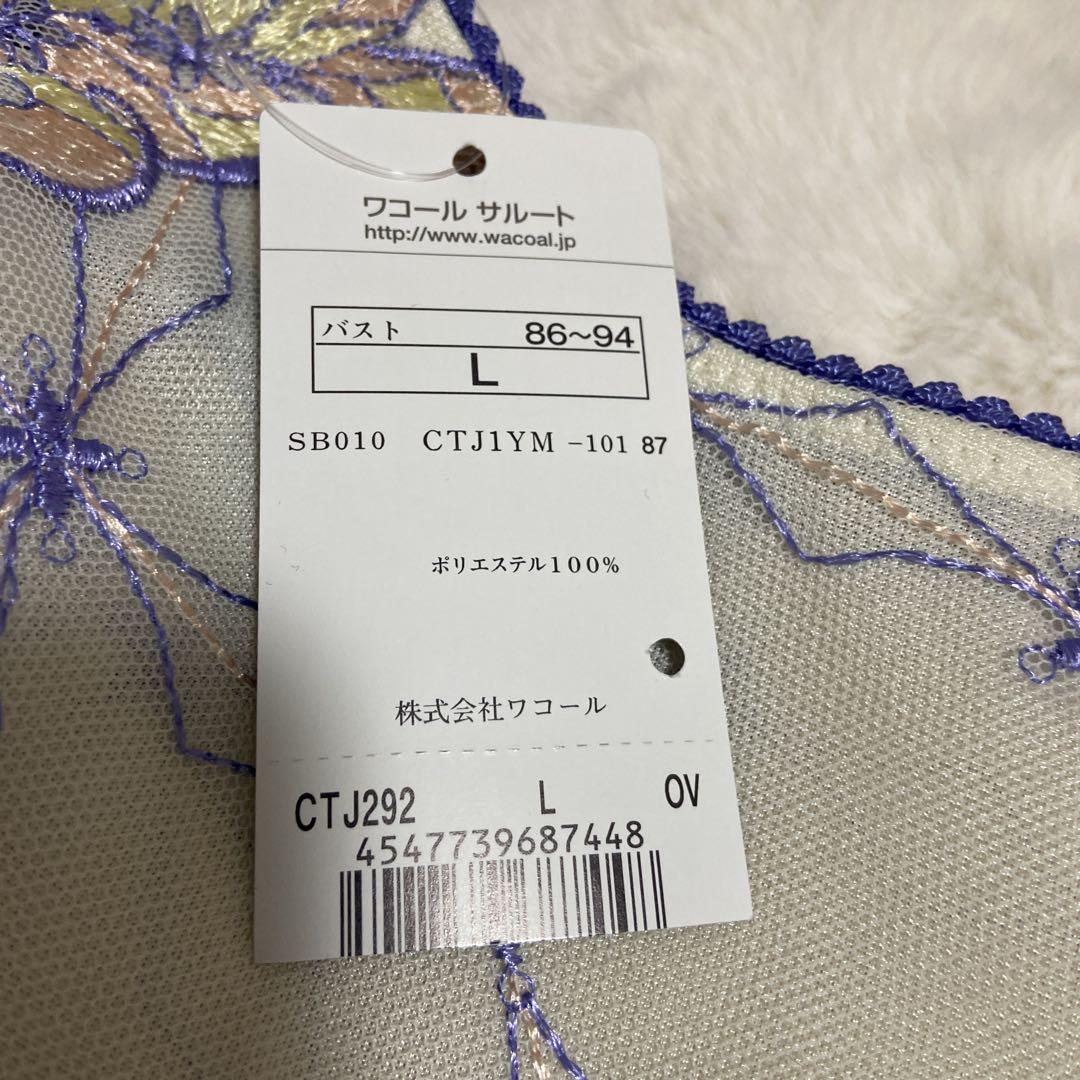 ワコール サルート
http://www.wacoal.jp
バスト 86~94
L
SB010 CTJ1YM -101 87
ポリエステル100%
株式会社ワコール
CTJ292 L OV
4547739687448